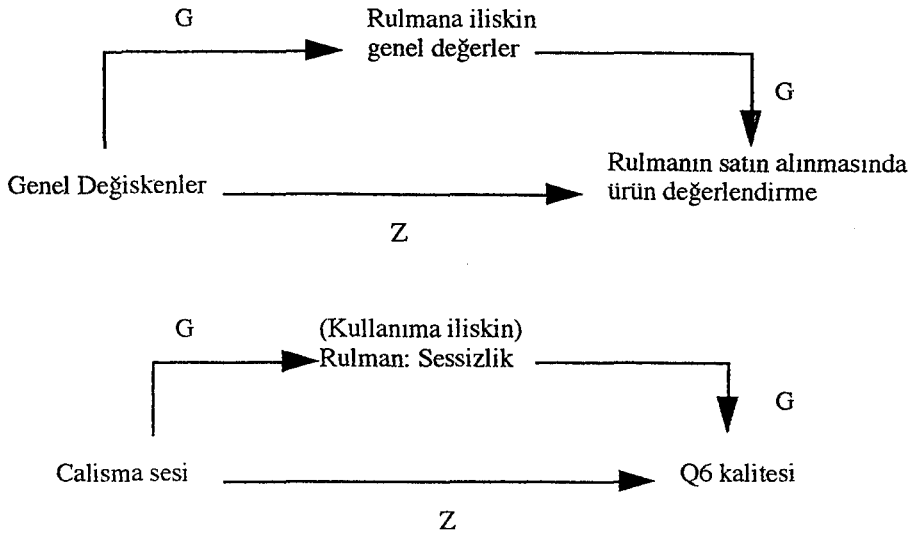 G
Rulmana iliskin
genel değerler
G
Genel Değiskenler
Rulmanın satın alınmasında
ürün değerlendirme
Z
G
(Kullanıma iliskin)
Rulman: Sessizlik
G
Calisma sesi
Q6 kalitesi
Z